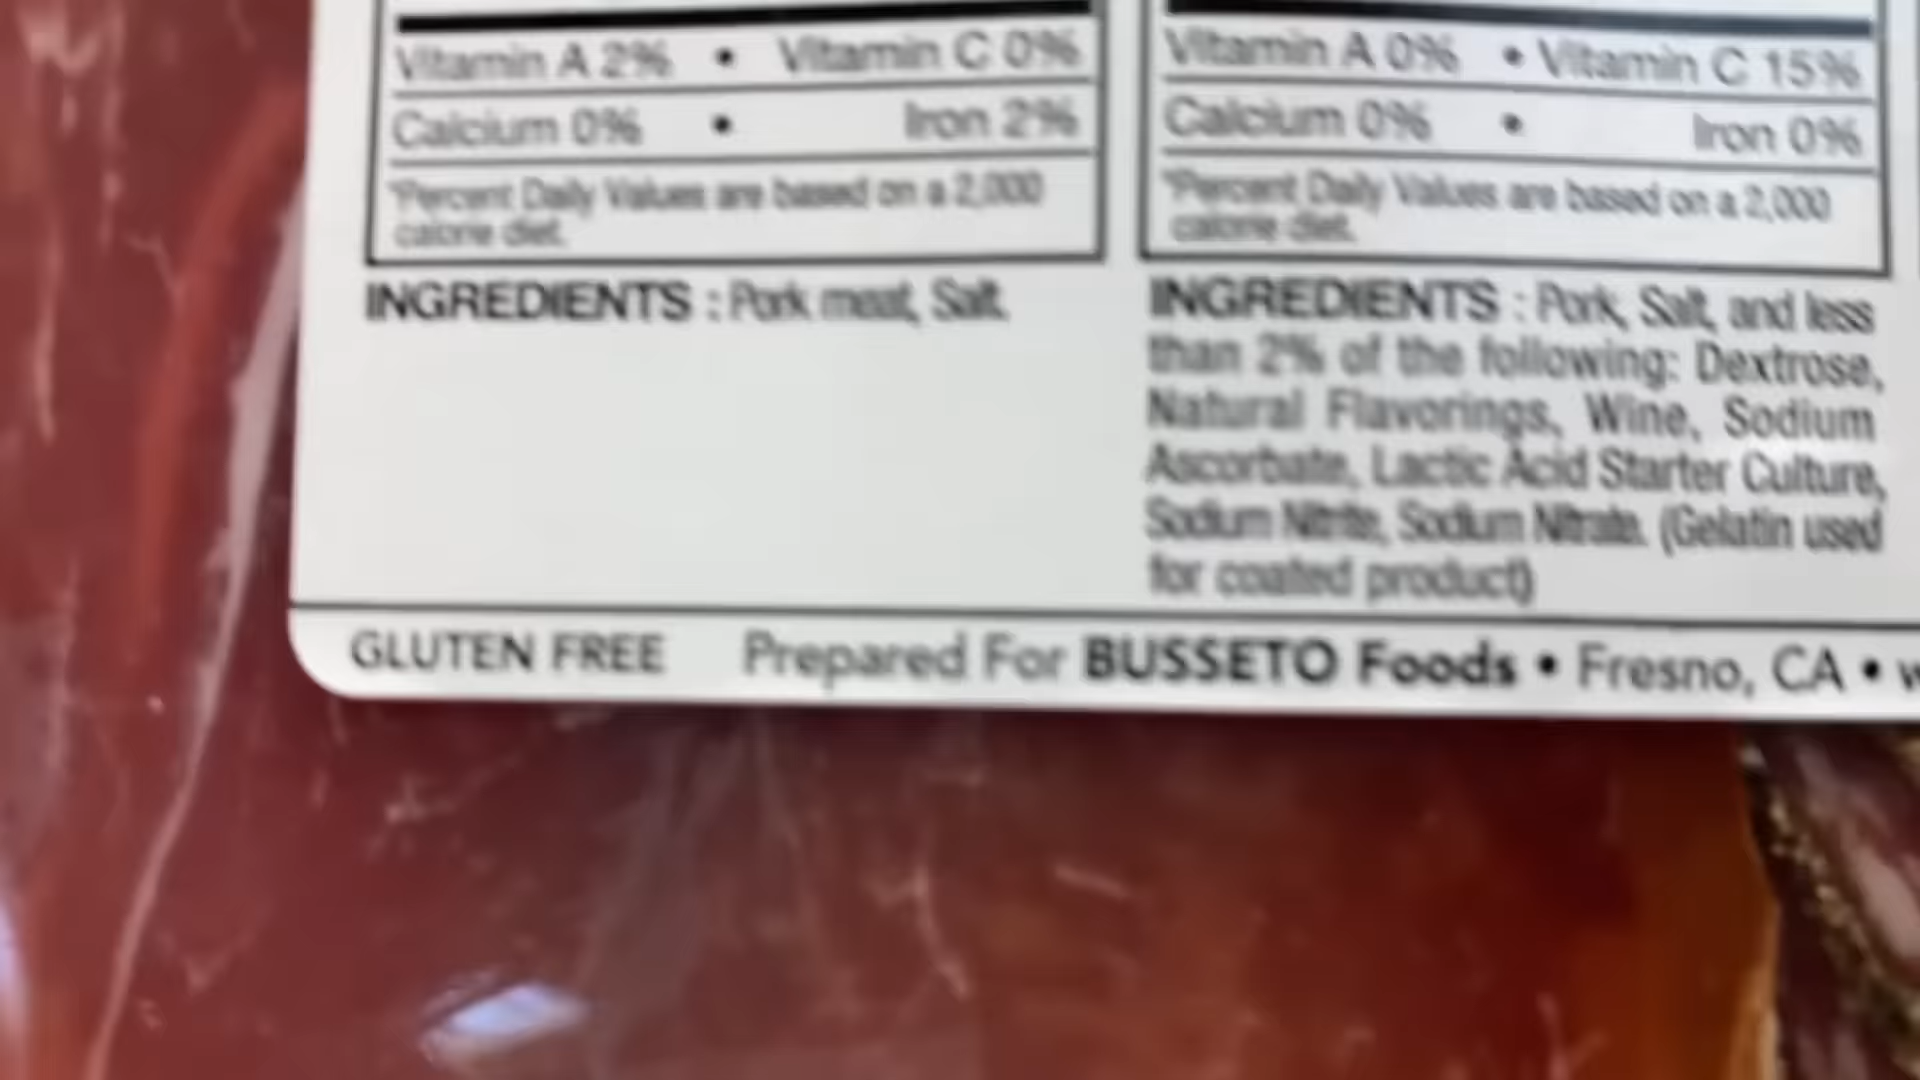 Vitamin A 2% • Vitamin C 0%
Calcium 0% • Iron 2%
*Percent Daily Values are based on a 2,000
calorie diet.
INGREDIENTS : Pork meat, Salt.
Vitamin A 0% • Vitamin C 15%
Calcium 0% • Iron 0%
*Percent Daily Values are based on a 2,000
calorie diet.
INGREDIENTS : Pork, Salt, and less
than 2% of the following: Dextrose,
Natural Flavorings, Wine, Sodium
Ascorbate, Lactic Acid Starter Culture,
Sodium Nitrite, Sodium Nitrate. (Gelatin used
for coated product)
GLUTEN FREE Prepared For BUSSETO Foods • Fresno, CA • w